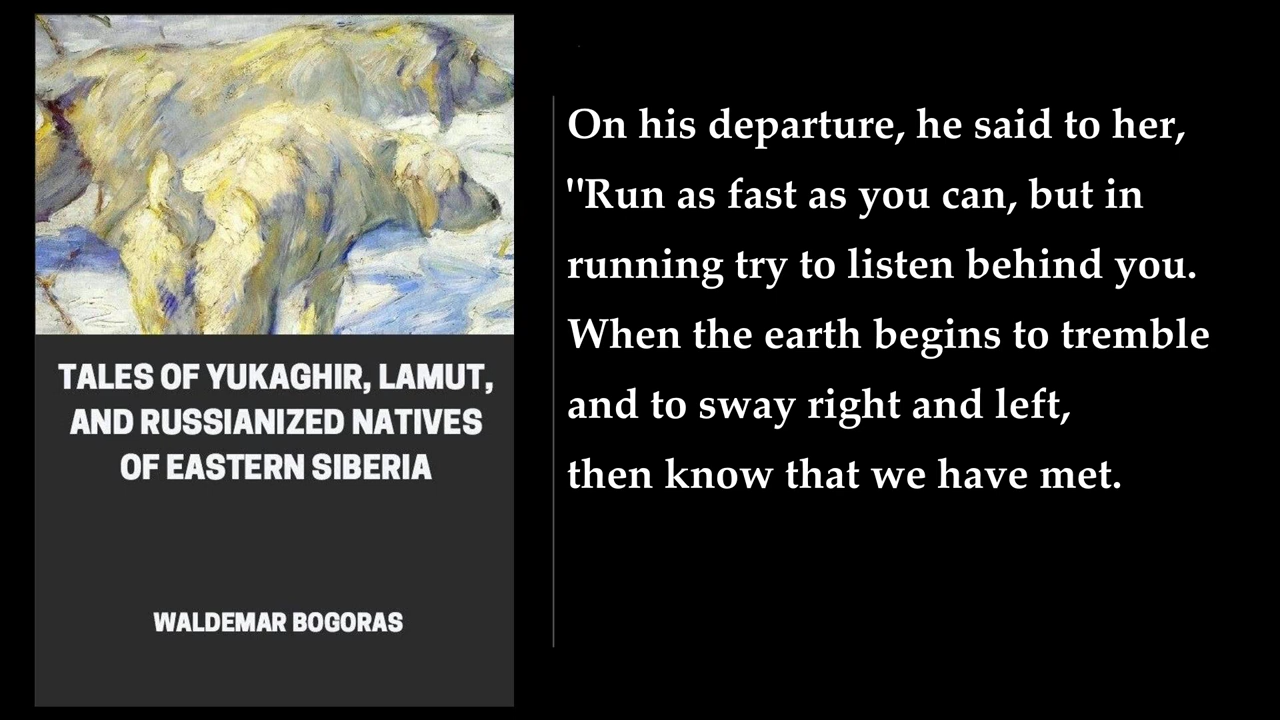 TALES OF YUKAGHIR, LAMUT,
AND RUSSIANIZED NATIVES
OF EASTERN SIBERIA
WALDEMAR BOGORAS
On his departure, he said to her,
"Run as fast as you can, but in
running try to listen behind you.
When the earth begins to tremble
and to sway right and left,
then know that we have met.